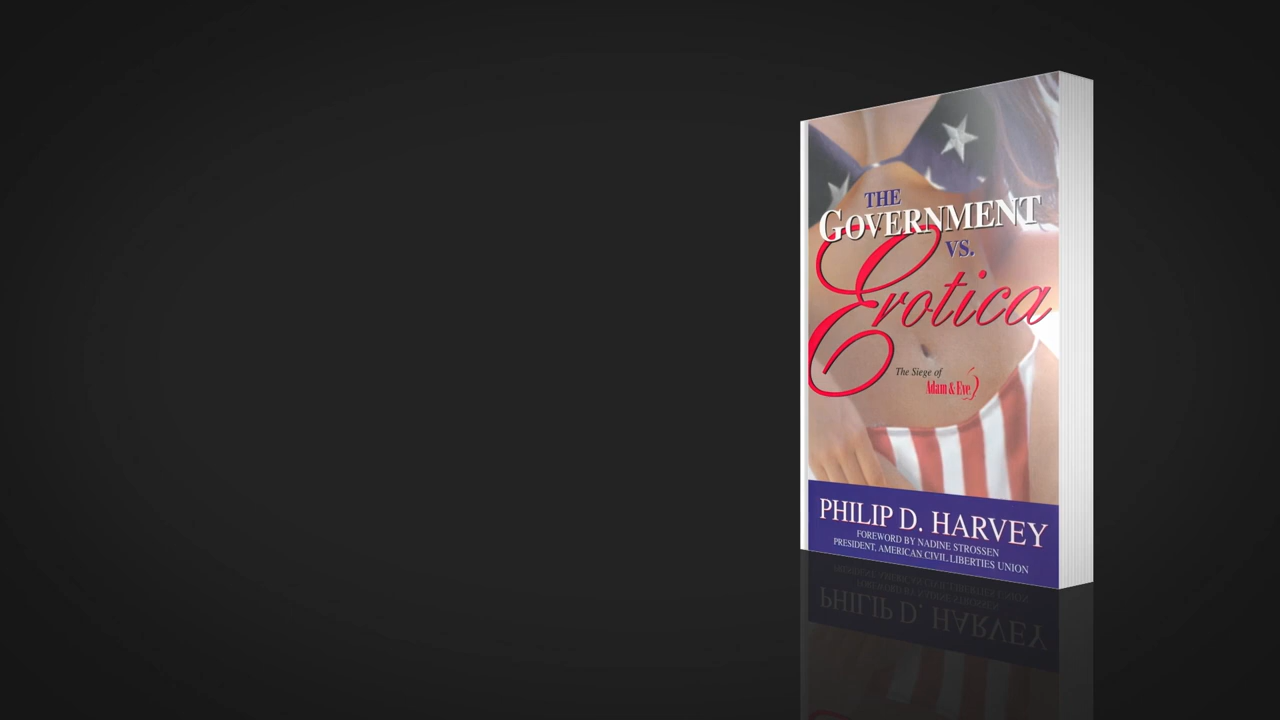 THE
GOVERNMENT
VS.
Erotica
The Siege of
Adam & Eve
PHILIP D. HARVEY
FOREWORD BY NADINE STROSSEN
PRESIDENT, AMERICAN CIVIL LIBERTIES UNION